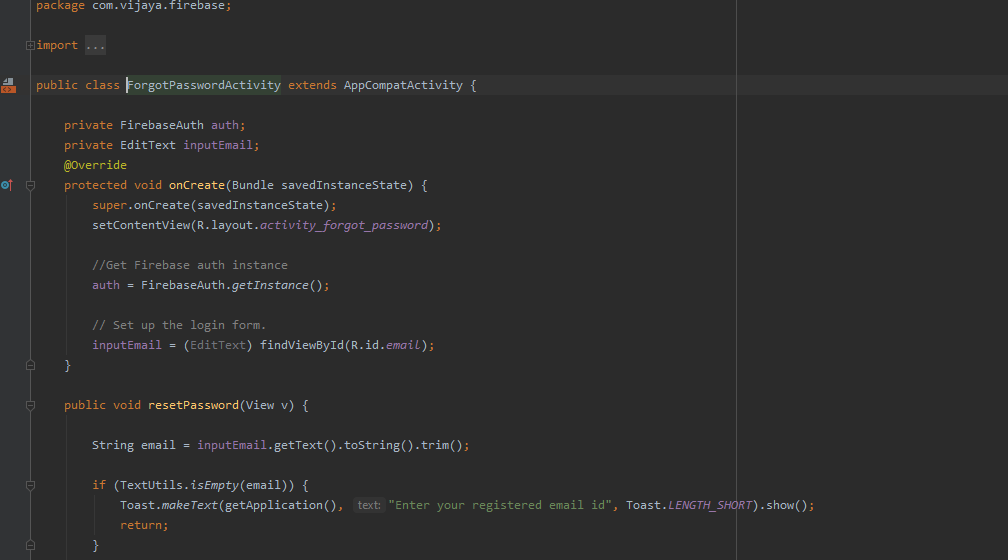 package com.vijaya.firebase;
import ...
public class ForgotPasswordActivity extends AppCompatActivity {
private FirebaseAuth auth;
private EditText inputEmail;
@Override
protected void onCreate(Bundle savedInstanceState) {
super.onCreate(savedInstanceState);
setContentView(R.layout.activity_forgot_password);
//Get Firebase auth instance
auth = FirebaseAuth.getInstance();
// Set up the login form.
inputEmail = (EditText) findViewById(R.id.email);
}
public void resetPassword(View v) {
String email = inputEmail.getText().toString().trim();
if (TextUtils.isEmpty(email)) {
Toast.makeText(getApplication(), text: "Enter your registered email id", Toast.LENGTH_SHORT).show();
return;
}